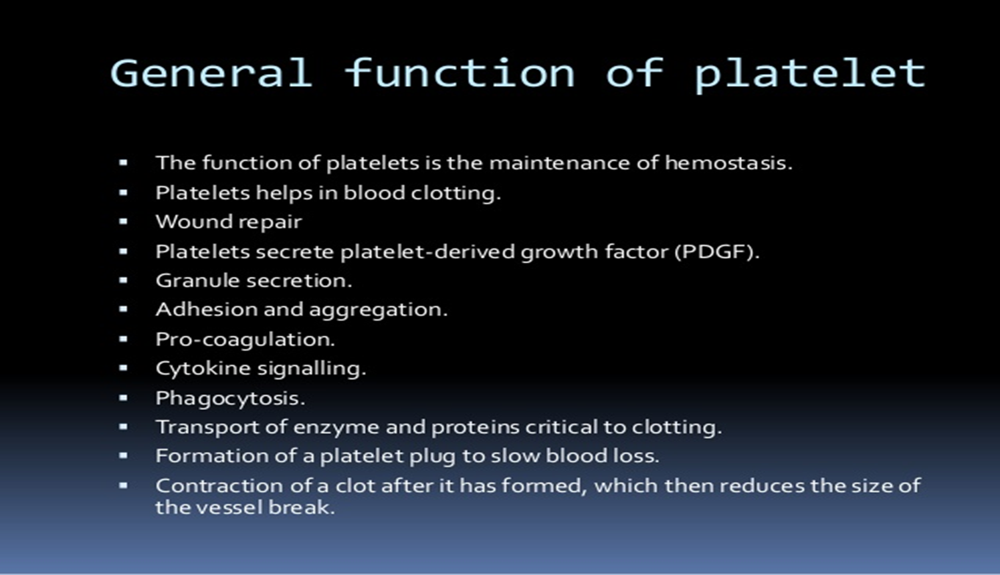 General function of platelet
▪ The function of platelets is the maintenance of hemostasis.
▪ Platelets helps in blood clotting.
▪ Wound repair
▪ Platelets secrete platelet-derived growth factor (PDGF).
▪ Granule secretion.
▪ Adhesion and aggregation.
▪ Pro-coagulation.
▪ Cytokine signalling.
▪ Phagocytosis.
▪ Transport of enzyme and proteins critical to clotting.
▪ Formation of a platelet plug to slow blood loss.
▪ Contraction of a clot after it has formed, which then reduces the size of
the vessel break.